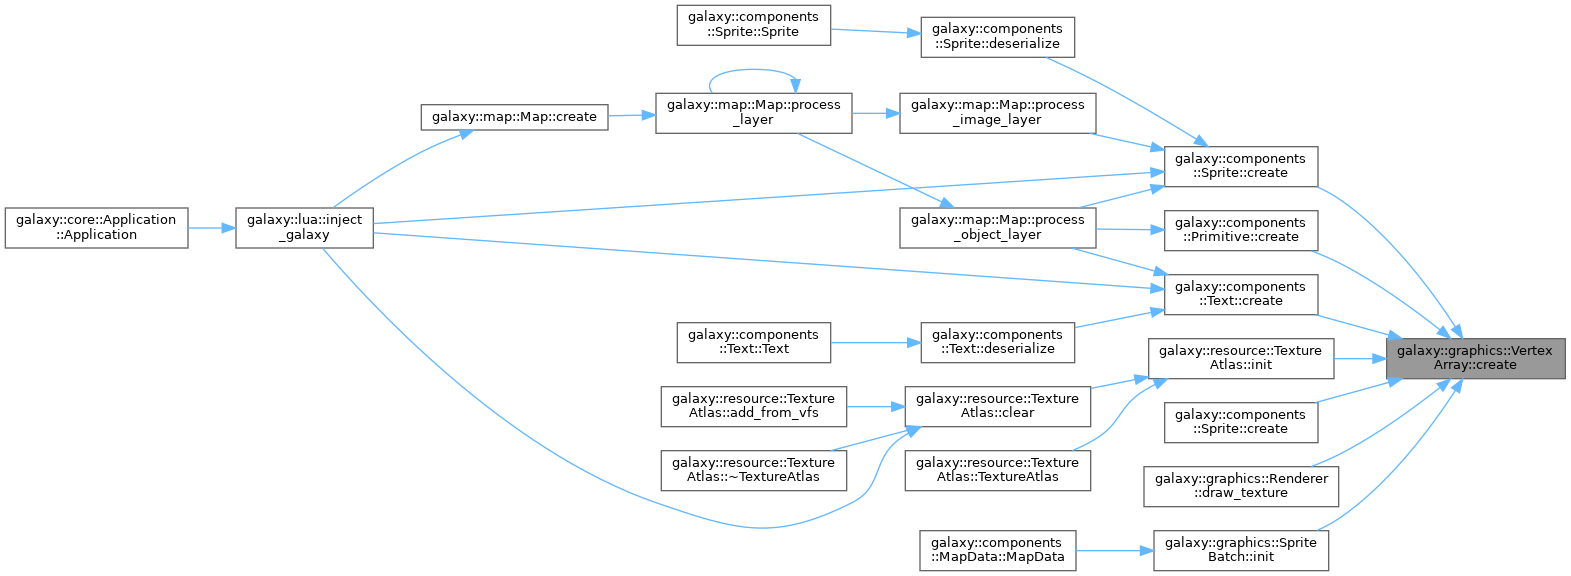 galaxy::components
::Sprite::Sprite
galaxy::components
::Sprite::deserialize
galaxy::map::Map::process
_layer
galaxy::map::Map::process
_image_layer
galaxy::map::Map::create
galaxy::components
::Sprite::create
galaxy::core::Application
::Application
galaxy::lua::inject
_galaxy
galaxy::map::Map::process
_object_layer
galaxy::components
::Primitive::create
galaxy::components
::Text::create
galaxy::components
::Text::Text
galaxy::components
::Text::deserialize
galaxy::resource::Texture
Atlas::init
galaxy::graphics::Vertex
Array::create
galaxy::resource::Texture
Atlas::add_from_vfs
galaxy::resource::Texture
Atlas::clear
galaxy::components
::Sprite::create
galaxy::resource::Texture
Atlas::~TextureAtlas
galaxy::resource::Texture
Atlas::TextureAtlas
galaxy::graphics::Renderer
::draw_texture
galaxy::components
::MapData::MapData
galaxy::graphics::Sprite
Batch::init